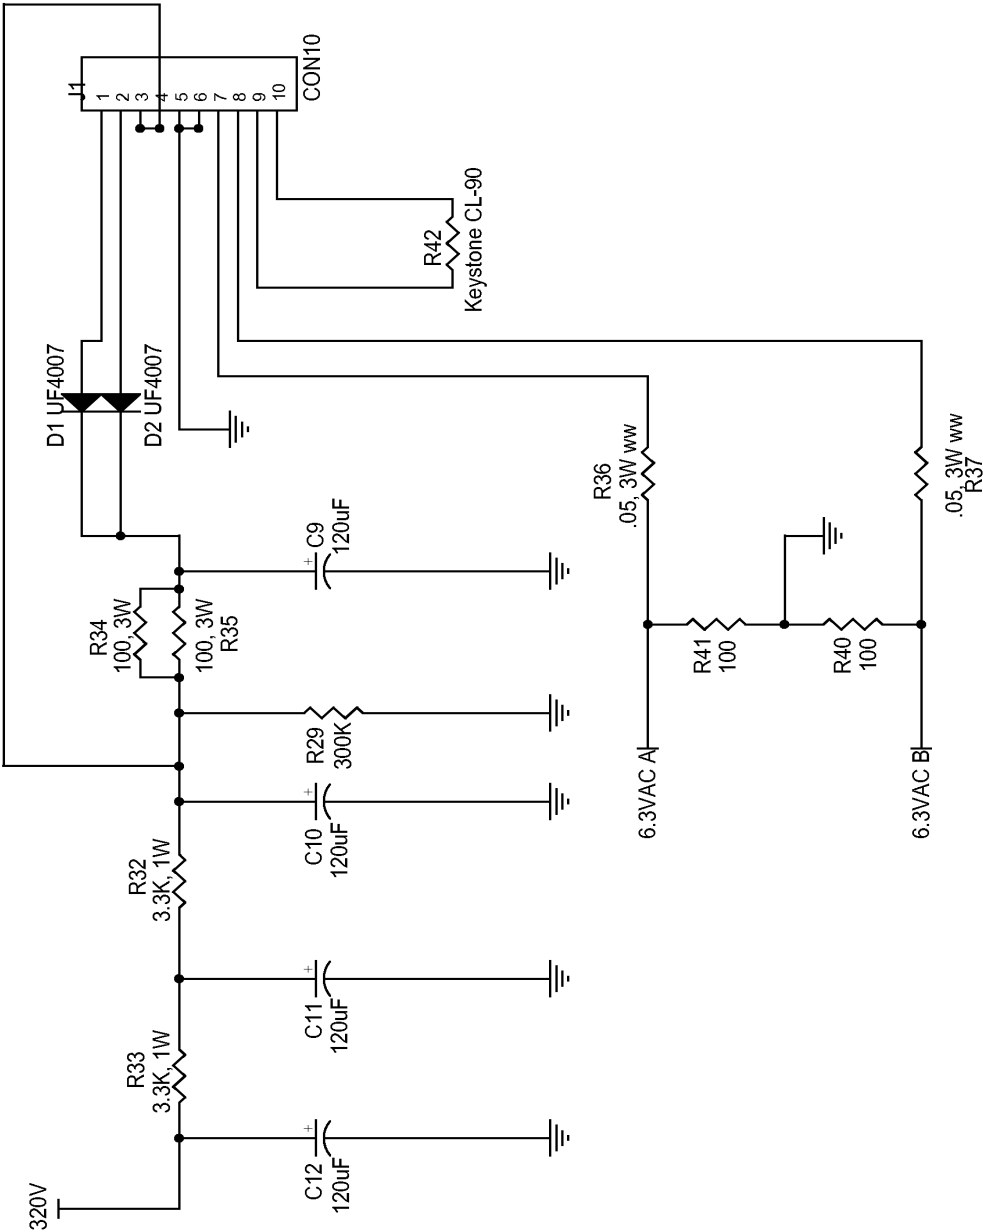 J1
1
2
3
4
5
6
7
8
9
10
CON10
R42
Keystone CL-90
D1 UF4007
D2 UF4007
R36
.05, 3W ww
.05, 3W ww
R37
+
C9
120uF
R34
100, 3W
100, 3W
R35
R41
100
R40
100
R29
300K
6.3VAC A
6.3VAC B
+
C10
120uF
R32
3.3K, 1W
+
C11
120uF
R33
3.3K, 1W
+
C12
120uF
320V